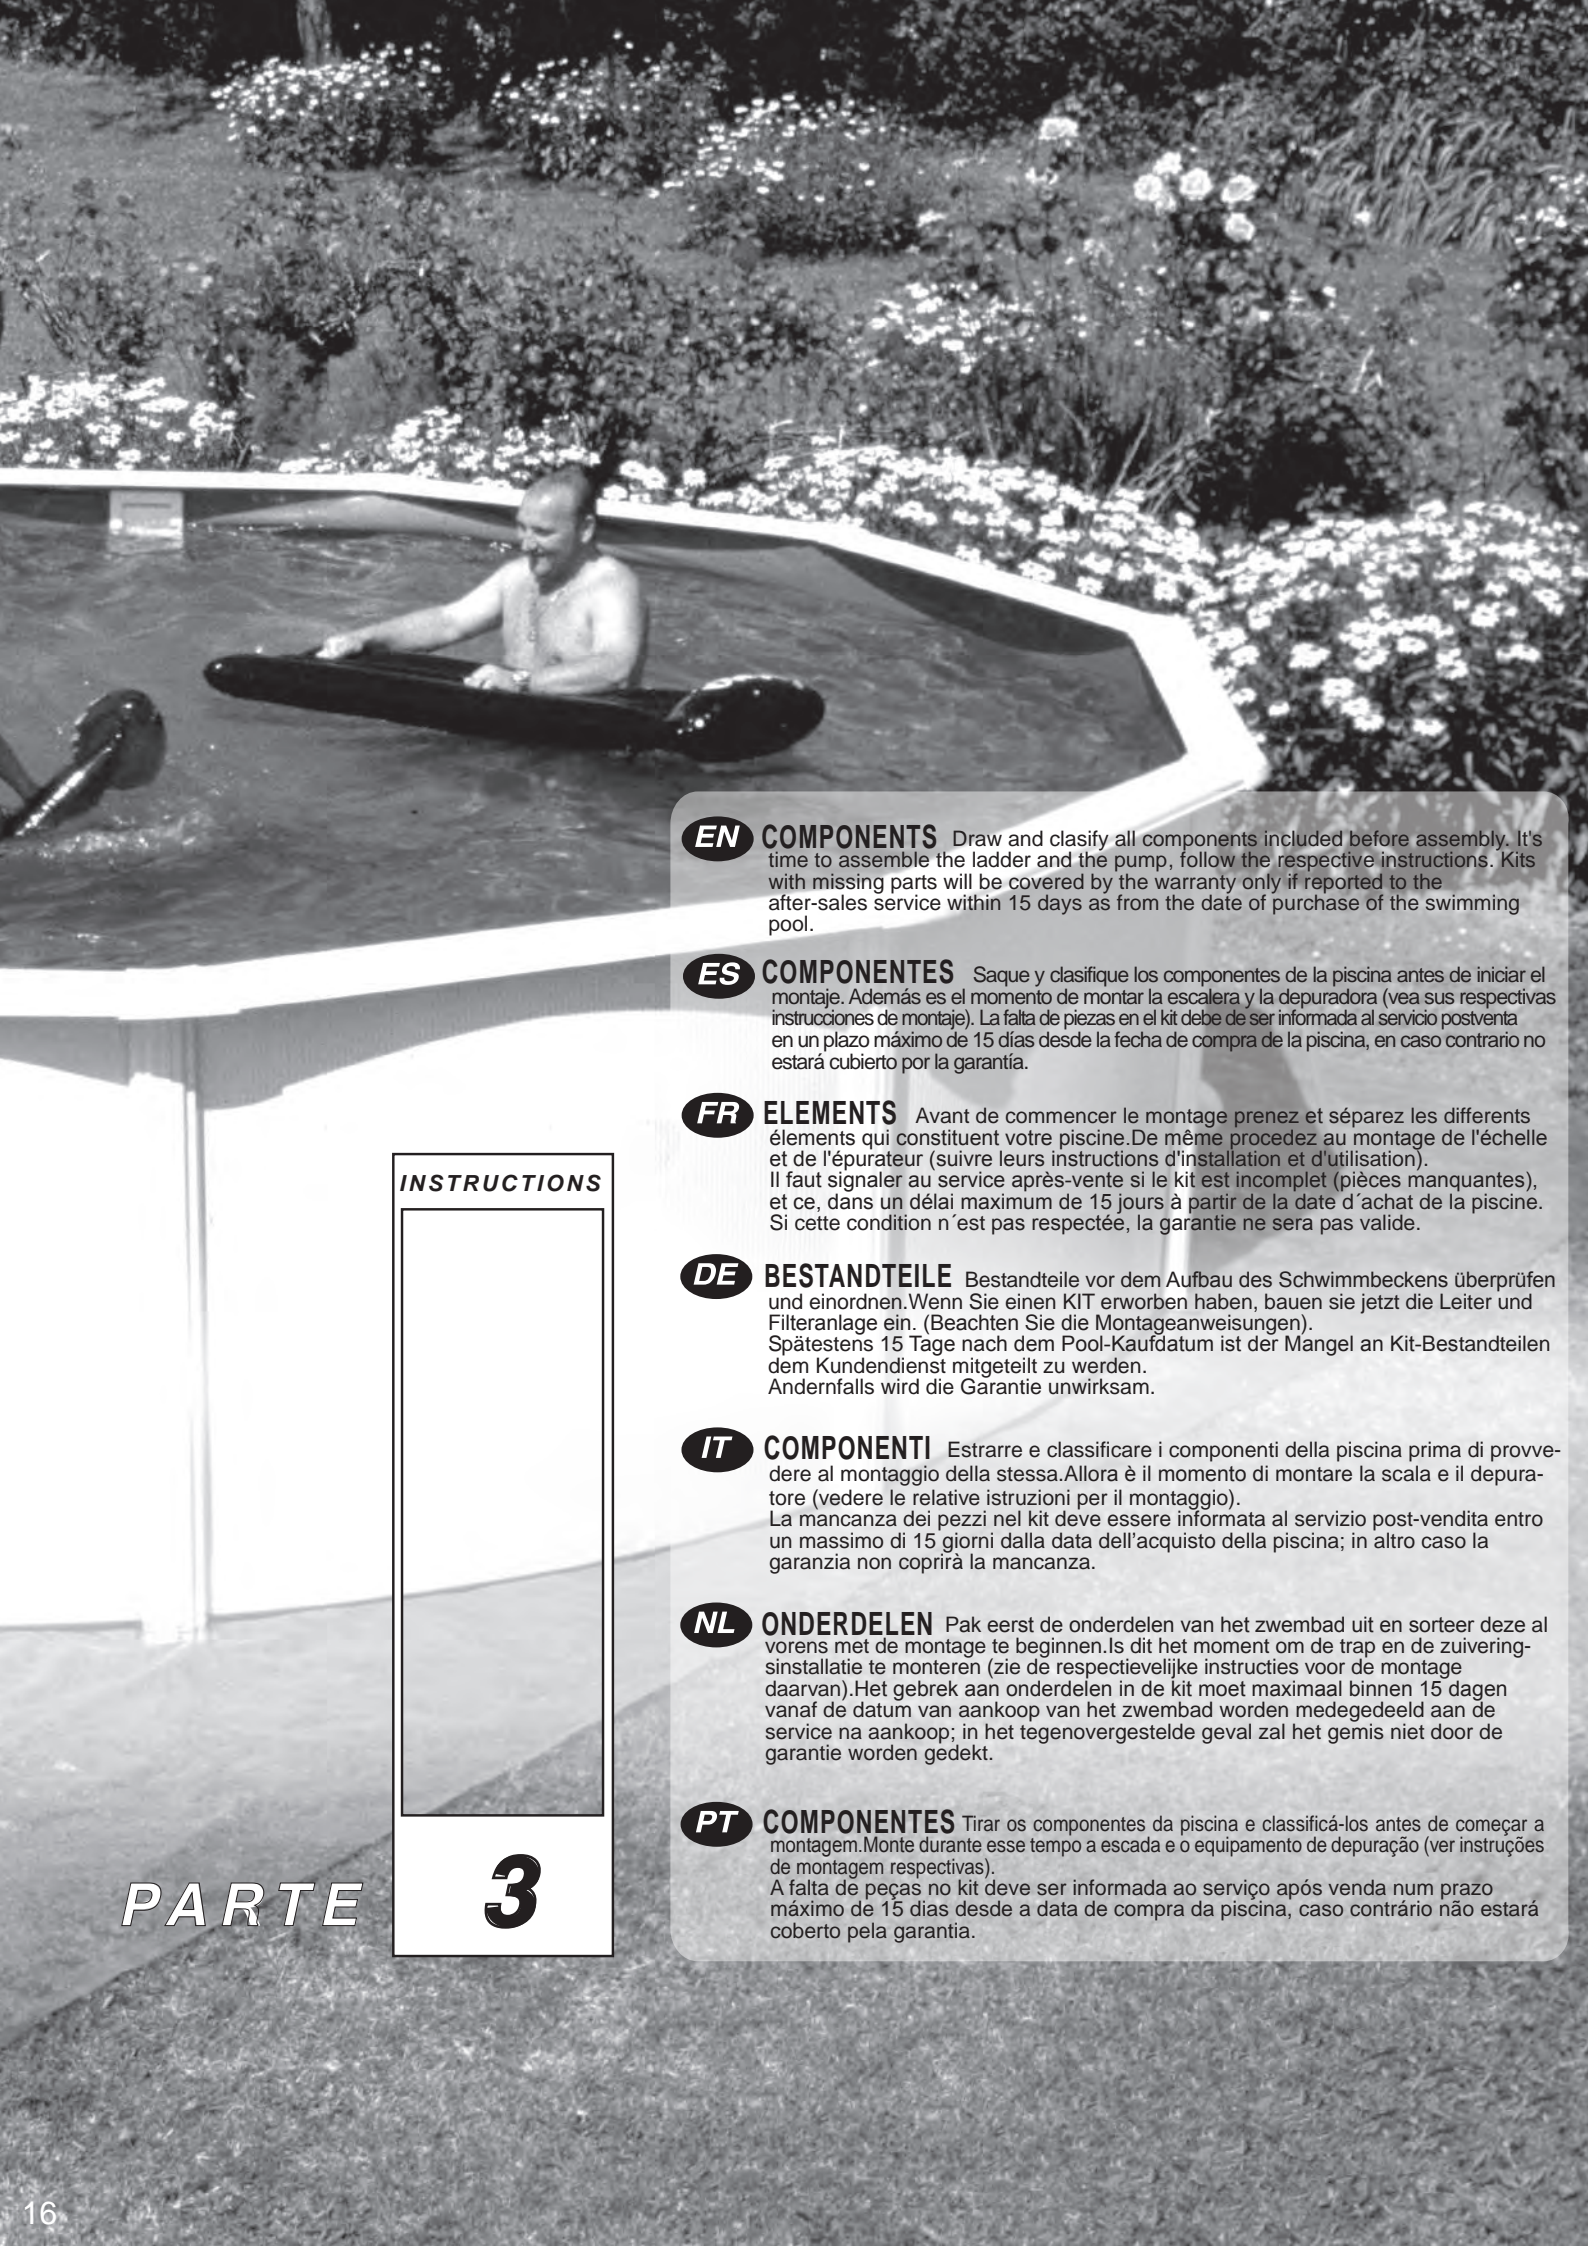 EN COMPONENTS Draw and clasify all components included before assembly. It's
time to assemble the ladder and the pump, follow the respective instructions. Kits
with missing parts will be covered by the warranty only if reported to the
after-sales service within 15 days as from the date of purchase of the swimming
pool.
ES COMPONENTES Saque y clasifique los componentes de la piscina antes de iniciar el
montaje. Además es el momento de montar la escalera y la depuradora (vea sus respectivas
instrucciones de montaje). La falta de piezas en el kit debe de ser informada al servicio postventa
en un plazo máximo de 15 días desde la fecha de compra de la piscina, en caso contrario no
estará cubierto por la garantía.
FR ELEMENTS Avant de commencer le montage prenez et séparez les differents
élements qui constituent votre piscine.De même procedez au montage de l'échelle
et de l'épurateur (suivre leurs instructions d'installation et d'utilisation).
Il faut signaler au service après-vente si le kit est incomplet (pièces manquantes),
et ce, dans un délai maximum de 15 jours à partir de la date d´achat de la piscine.
Si cette condition n´est pas respectée, la garantie ne sera pas valide.
DE BESTANDTEILE Bestandteile vor dem Aufbau des Schwimmbeckens überprüfen
und einordnen.Wenn Sie einen KIT erworben haben, bauen sie jetzt die Leiter und
Filteranlage ein. (Beachten Sie die Montageanweisungen).
Spätestens 15 Tage nach dem Pool-Kaufdatum ist der Mangel an Kit-Bestandteilen
dem Kundendienst mitgeteilt zu werden.
Andernfalls wird die Garantie unwirksam.
IT COMPONENTI Estrarre e classificare i componenti della piscina prima di provve-
dere al montaggio della stessa.Allora è il momento di montare la scala e il depura-
tore (vedere le relative istruzioni per il montaggio).
La mancanza dei pezzi nel kit deve essere informata al servizio post-vendita entro
un massimo di 15 giorni dalla data dell’acquisto della piscina; in altro caso la
garanzia non coprirà la mancanza.
NL ONDERDELEN Pak eerst de onderdelen van het zwembad uit en sorteer deze al
vorens met de montage te beginnen.Is dit het moment om de trap en de zuivering-
sinstallatie te monteren (zie de respectievelijke instructies voor de montage
daarvan).Het gebrek aan onderdelen in de kit moet maximaal binnen 15 dagen
vanaf de datum van aankoop van het zwembad worden medegedeeld aan de
service na aankoop; in het tegenovergestelde geval zal het gemis niet door de
garantie worden gedekt.
PT COMPONENTES Tirar os componentes da piscina e classificá-los antes de começar a
montagem.Monte durante esse tempo a escada e o equipamento de depuração (ver instruções
de montagem respectivas).
A falta de peças no kit deve ser informada ao serviço após venda num prazo
máximo de 15 dias desde a data de compra da piscina, caso contrário não estará
coberto pela garantia.
INSTRUCTIONS
PARTE 3
16